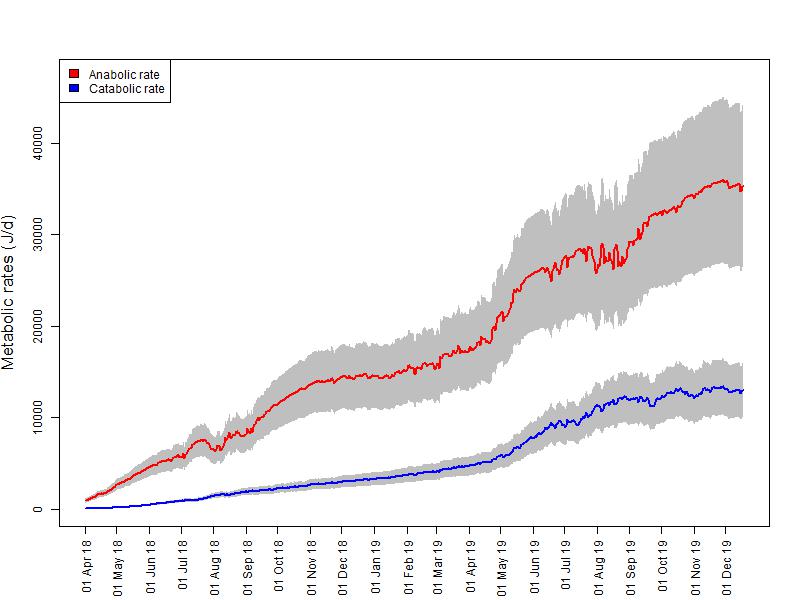 Anabolic rate
Catabolic rate
Metabolic rates (J/d)
40000
30000
20000
10000
0
01 Apr 18
01 May 18
01 Jun 18
01 Jul 18
01 Aug 18
01 Sep 18
01 Oct 18
01 Nov 18
01 Dec 18
01 Jan 19
01 Feb 19
01 Mar 19
01 Apr 19
01 May 19
01 Jun 19
01 Jul 19
01 Aug 19
01 Sep 19
01 Oct 19
01 Nov 19
01 Dec 19